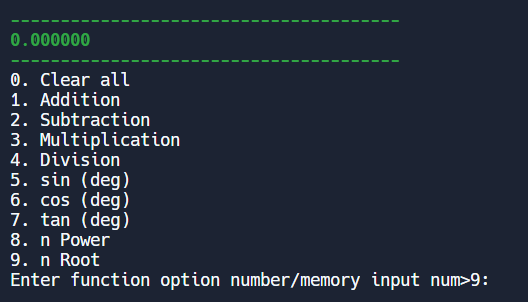 ---------------------------------------
0.000000
---------------------------------------
0. Clear all
1. Addition
2. Subtraction
3. Multiplication
4. Division
5. sin (deg)
6. cos (deg)
7. tan (deg)
8. n Power
9. n Root
Enter function option number/memory input num>9: